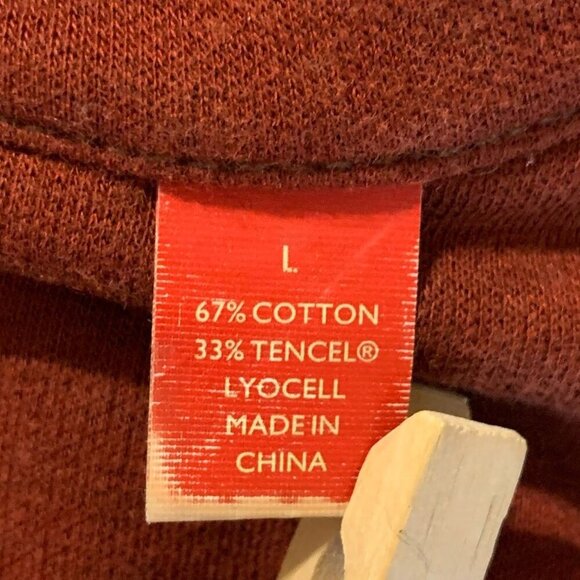 L
67% COTTON
33% TENCEL®
LYOCELL
MADE IN
CHINA